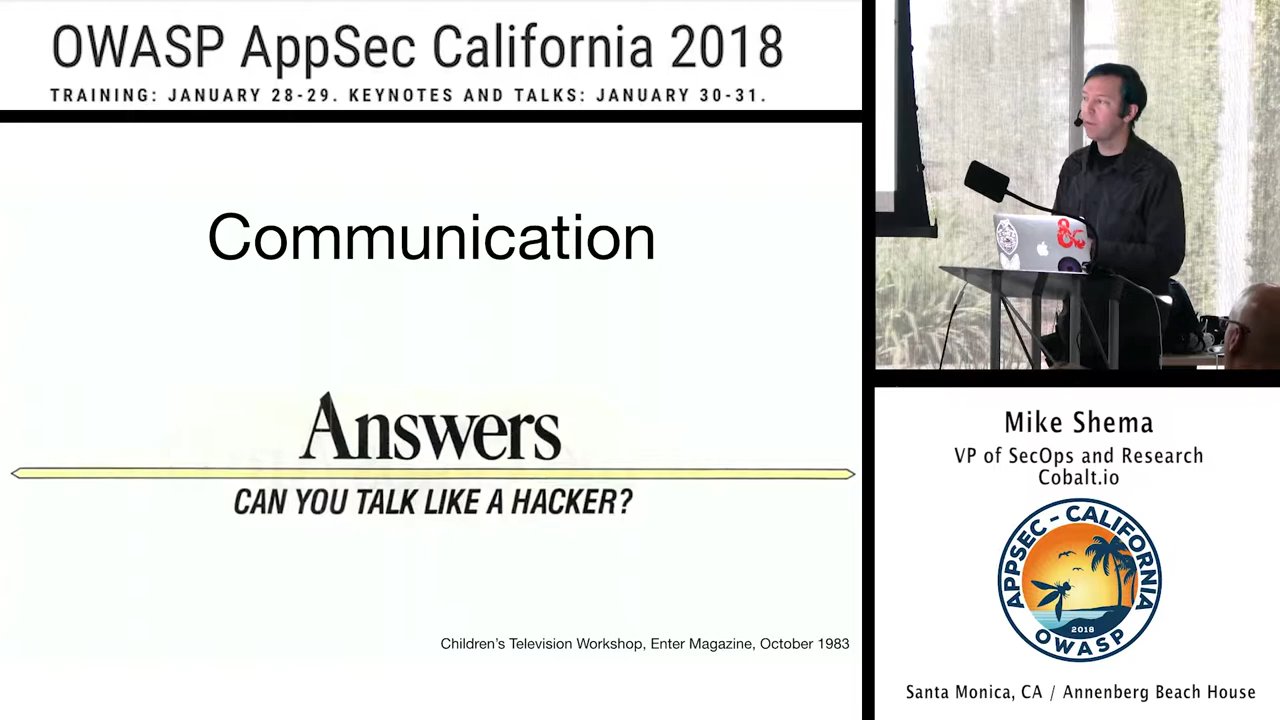 OWASP AppSec California 2018
TRAINING: JANUARY 28-29. KEYNOTES AND TALKS: JANUARY 30-31.
Communication
Answers
CAN YOU TALK LIKE A HACKER?
Children's Television Workshop, Enter Magazine, October 1983
Mike Shema
VP of SecOps and Research
Cobalt.io
APPSEC - CALIFORNIA
2018
OWASP
Santa Monica, CA / Annenberg Beach House